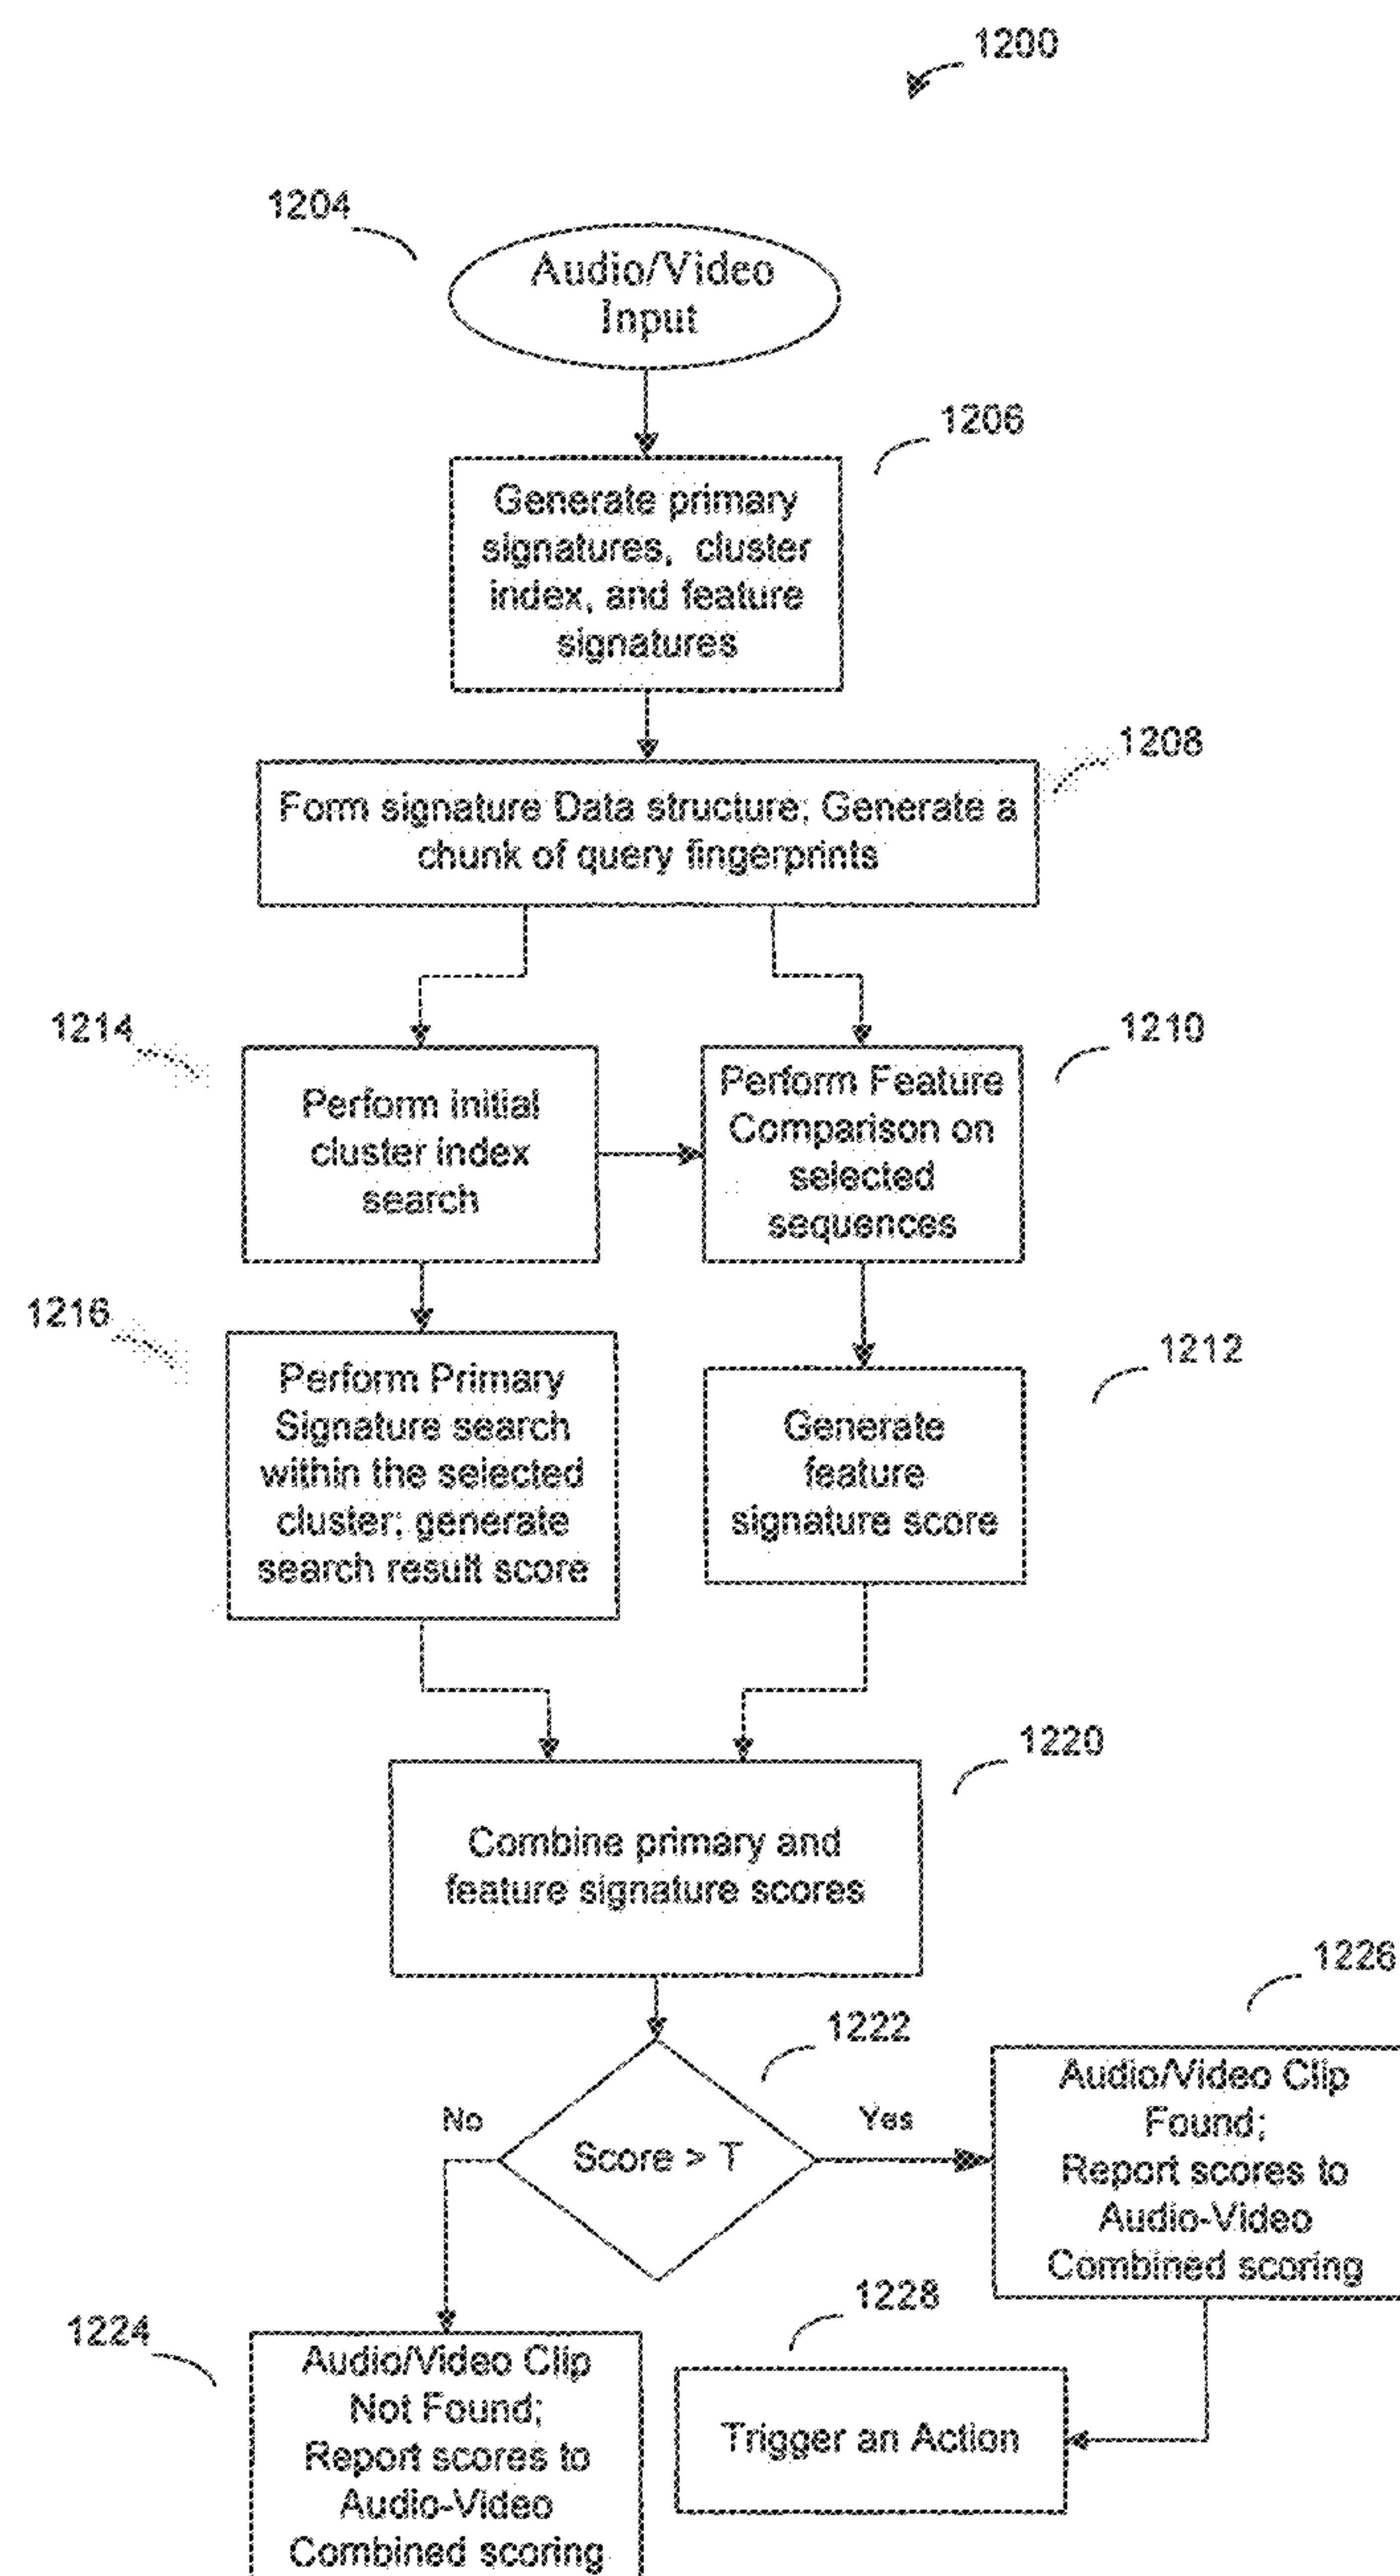 1200
1204
Audio/Video
Input
1206
Generate primary
signatures, cluster
index, and feature
signatures
1208
Form signature Data structure; Generate a
chunk of query fingerprints
1214
Perform initial
cluster index
search
1210
Perform Feature
Comparison on
selected
sequences
1216
Perform Primary
Signature search
within the selected
cluster; generate
search result score
1212
Generate
feature
signature score
1220
Combine primary and
feature signature scores
1222
No
Score > T
Yes
1226
Audio/Video Clip
Found;
Report scores to
Audio-Video
Combined scoring
1224
Audio/Video Clip
Not Found;
Report scores to
Audio-Video
Combined scoring
1228
Trigger an Action